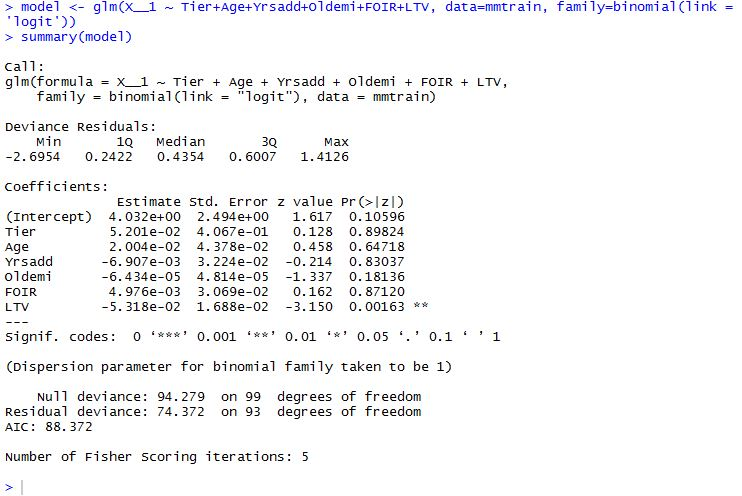 > model <- glm(X__1 ~ Tier+Age+Yrsadd+Oldemi+FOIR+LTV, data=mmtrain, family=binomial(link =
'logit'))
> summary(model)

Call:
glm(formula = X__1 ~ Tier + Age + Yrsadd + Oldemi + FOIR + LTV,
    family = binomial(link = "logit"), data = mmtrain)

Deviance Residuals:
    Min       1Q   Median       3Q      Max
-2.6954   0.2422   0.4354   0.6007   1.4126

Coefficients:
              Estimate Std. Error z value Pr(>|z|)
(Intercept)  4.032e+00  2.494e+00   1.617  0.10596
Tier         5.201e-02  4.067e-01   0.128  0.89824
Age          2.004e-02  4.378e-02   0.458  0.64718
Yrsadd      -6.907e-03  3.224e-02  -0.214  0.83037
Oldemi      -6.434e-05  4.814e-05  -1.337  0.18136
FOIR         4.976e-03  3.069e-02   0.162  0.87120
LTV         -5.318e-02  1.688e-02  -3.150  0.00163 **
---
Signif. codes:  0 ‘***’ 0.001 ‘**’ 0.01 ‘*’ 0.05 ‘.’ 0.1 ‘ ’ 1

(Dispersion parameter for binomial family taken to be 1)

    Null deviance: 94.279  on 99  degrees of freedom
Residual deviance: 74.372  on 93  degrees of freedom
AIC: 88.372

Number of Fisher Scoring iterations: 5

>